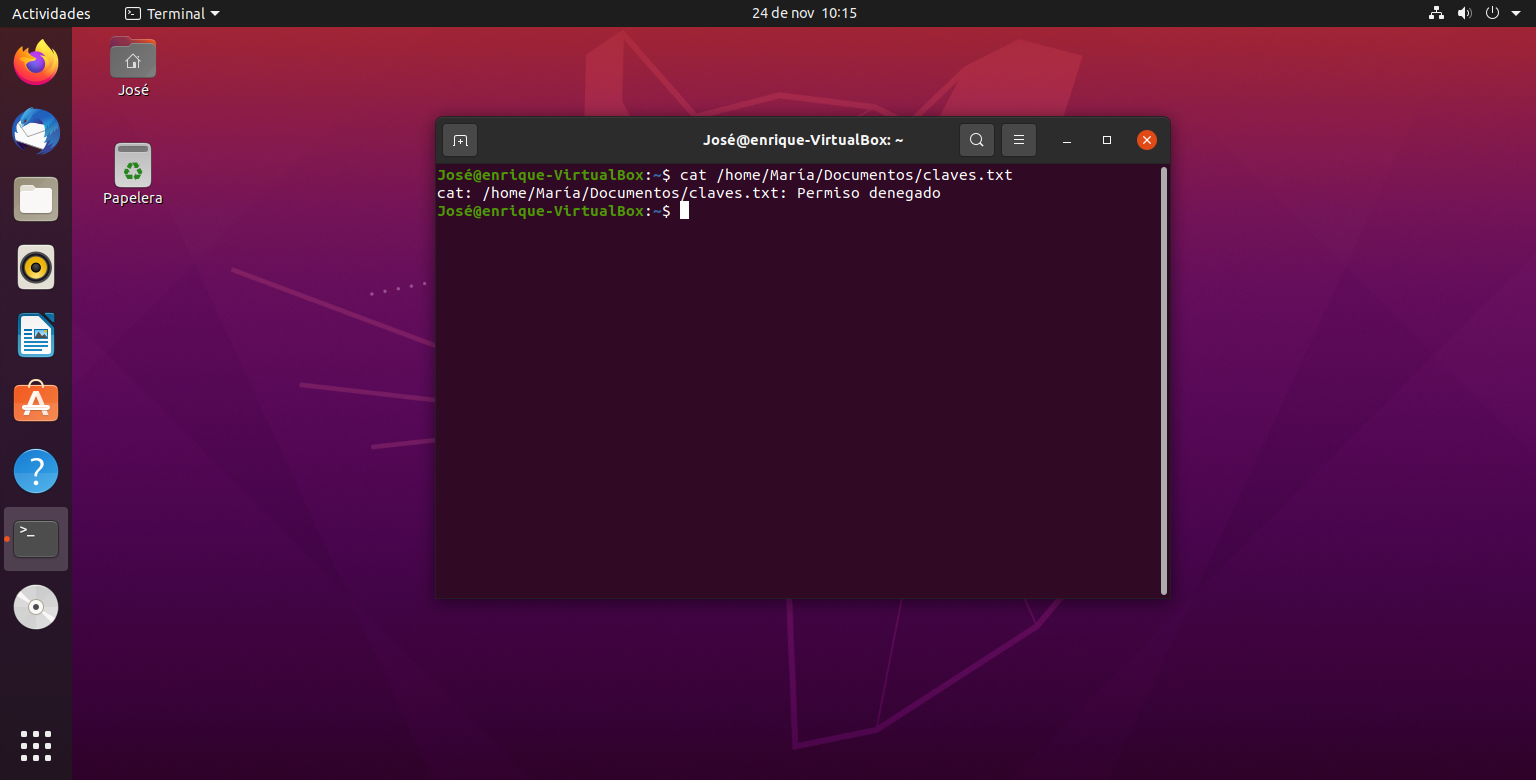 Actividades
Terminal
24 de nov 10:15
José
Papelera
José@enrique-VirtualBox: ~
José@enrique-VirtualBox:~$ cat /home/María/Documentos/claves.txt
cat: /home/María/Documentos/claves.txt: Permiso denegado
José@enrique-VirtualBox:~$